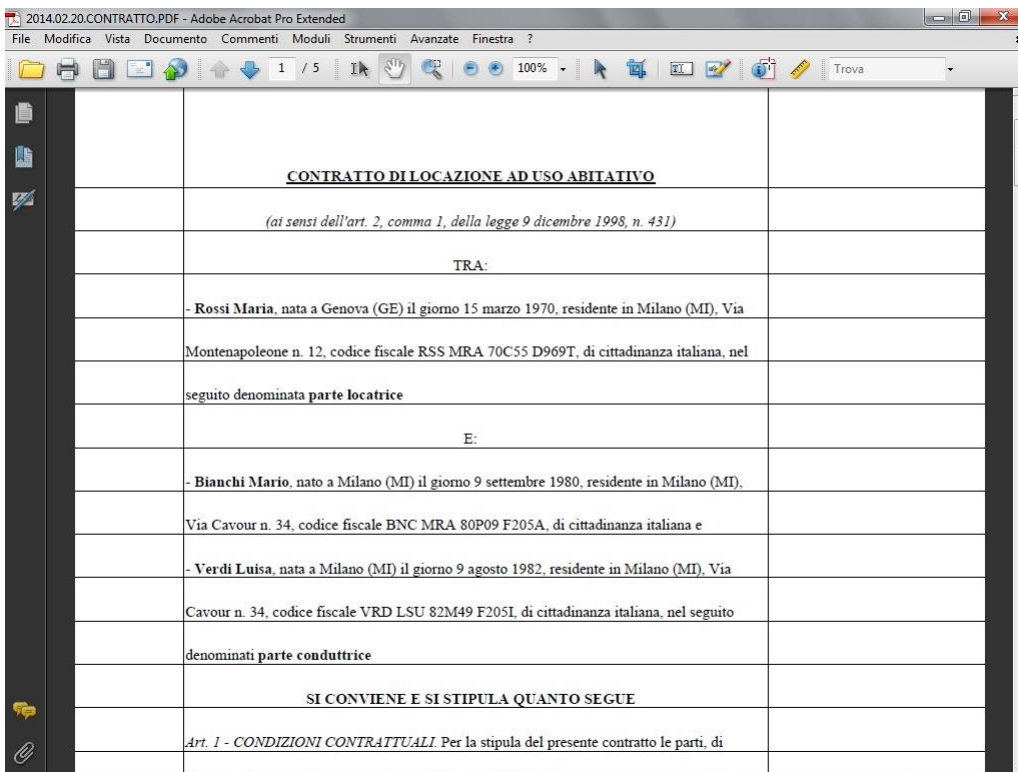 2014.02.20.CONTRATTO.PDF - Adobe Acrobat Pro Extended
File Modifica Vista Documento Commenti Moduli Strumenti Avanzate Finestra ?
1 / 5 100% Trova
CONTRATTO DI LOCAZIONE AD USO ABITATIVO
(ai sensi dell'art. 2, comma 1, della legge 9 dicembre 1998, n. 431)
TRA:
- Rossi Maria, nata a Genova (GE) il giorno 15 marzo 1970, residente in Milano (MI), Via
Montenapoleone n. 12, codice fiscale RSS MRA 70C55 D969T, di cittadinanza italiana, nel
seguito denominata parte locatrice
E:
- Bianchi Mario, nato a Milano (MI) il giorno 9 settembre 1980, residente in Milano (MI),
Via Cavour n. 34, codice fiscale BNC MRA 80P09 F205A, di cittadinanza italiana e
- Verdi Luisa, nata a Milano (MI) il giorno 9 agosto 1982, residente in Milano (MI), Via
Cavour n. 34, codice fiscale VRD LSU 82M49 F205I, di cittadinanza italiana, nel seguito
denominati parte conduttrice
SI CONVIENE E SI STIPULA QUANTO SEGUE
Art. 1 - CONDIZIONI CONTRATTUALI. Per la stipula del presente contratto le parti, di